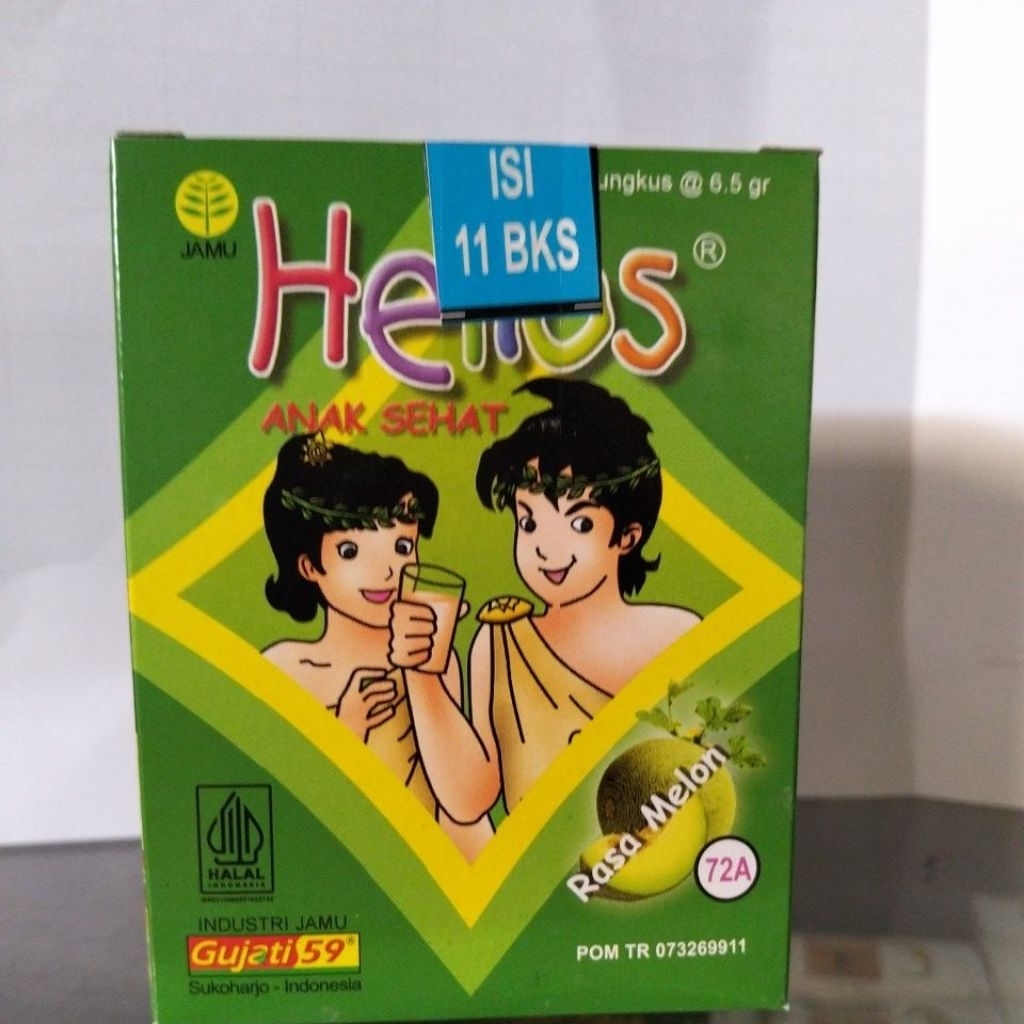 JAMU
ISI
11 BKS
ungkus @ 6.5 gr
Helios ®
ANAK SEHAT
Rasa Melon
72A
HALAL
INDONESIA
INDUSTRI JAMU
Gujati 59®
Sukoharjo - Indonesia
POM TR 073269911